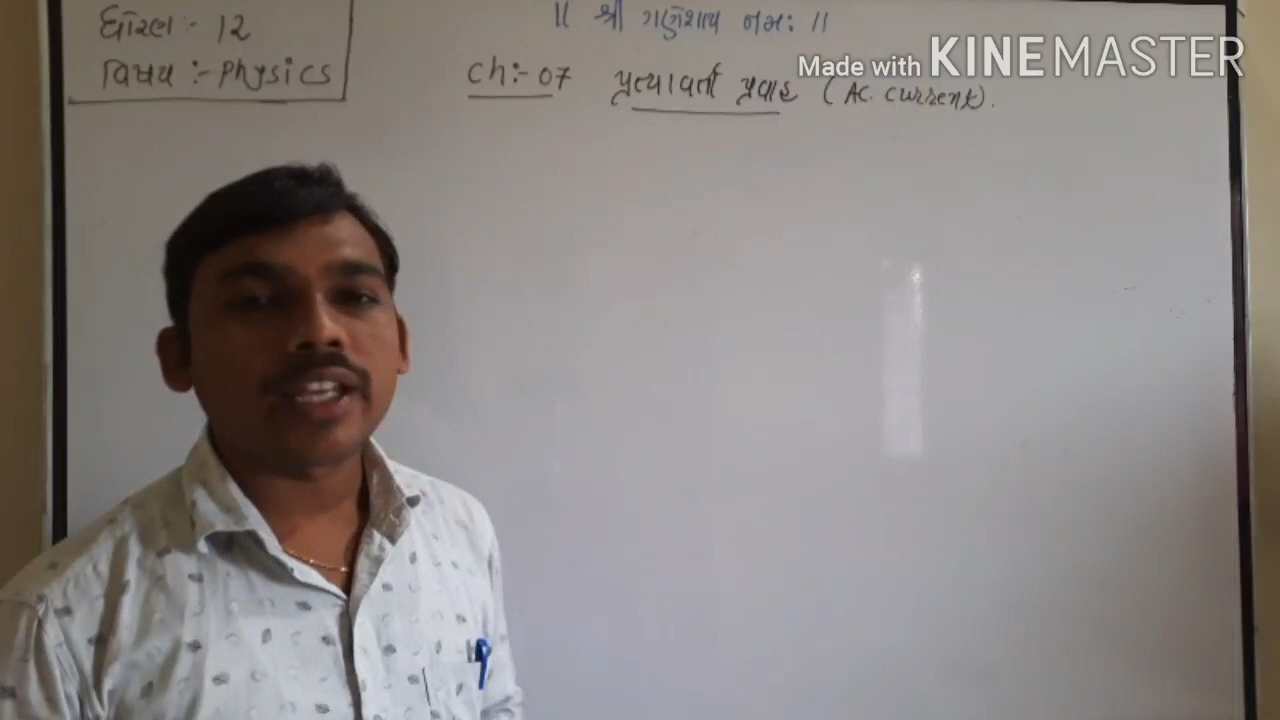 ॥ श्री ગણેશાય નમઃ ॥
ધોરણ :- 12
વિષય :- Physics
Ch :- 07 પ્રત્યાવર્તી પ્રવાહ (AC. current).
Made with KINEMASTER